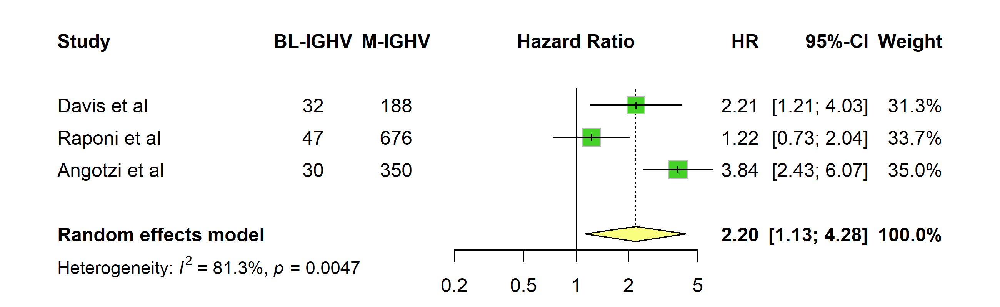 Study BL-IGHV M-IGHV Hazard Ratio HR 95%-CI Weight
Davis et al 32 188 2.21 [1.21; 4.03] 31.3%
Raponi et al 47 676 1.22 [0.73; 2.04] 33.7%
Angotzi et al 30 350 3.84 [2.43; 6.07] 35.0%
Random effects model 2.20 [1.13; 4.28] 100.0%
Heterogeneity: I² = 81.3%, p = 0.0047
0.2 0.5 1 2 5